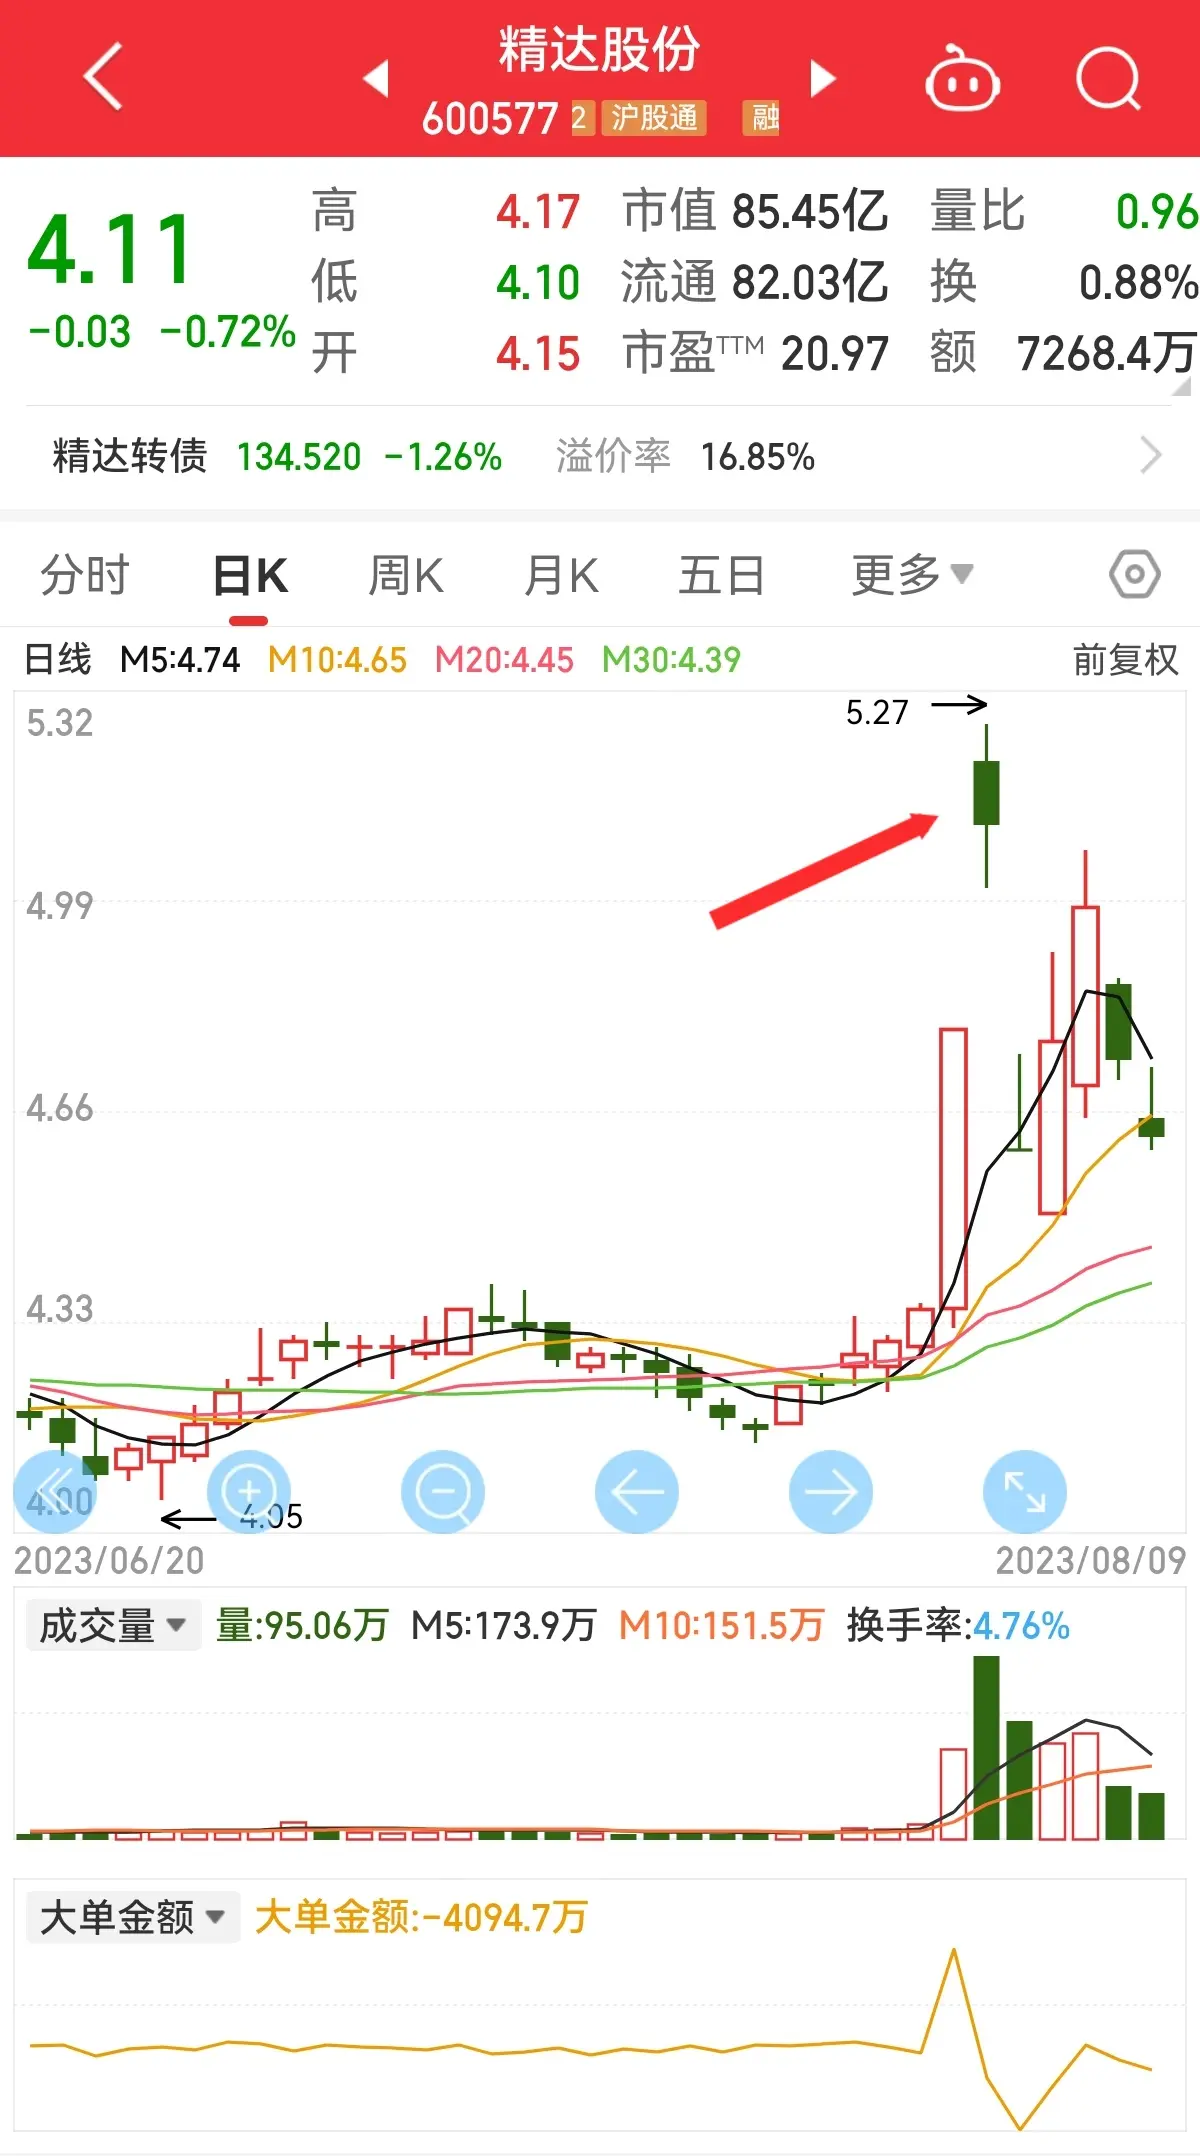 精达股份
600577 2 沪股通 融
4.11
-0.03 -0.72%
高 4.17 市值 85.45亿 量比 0.96
低 4.10 流通 82.03亿 换 0.88%
开 4.15 市盈TTM 20.97 额 7268.4万
精达转债 134.520 -1.26% 溢价率 16.85%
分时 日K 周K 月K 五日 更多
日线 M5:4.74 M10:4.65 M20:4.45 M30:4.39 前复权
5.32
5.27
4.99
4.66
4.33
4.00
4.05
2023/06/20 2023/08/09
成交量 量:95.06万 M5:173.9万 M10:151.5万 换手率:4.76%
大单金额 大单金额:-4094.7万